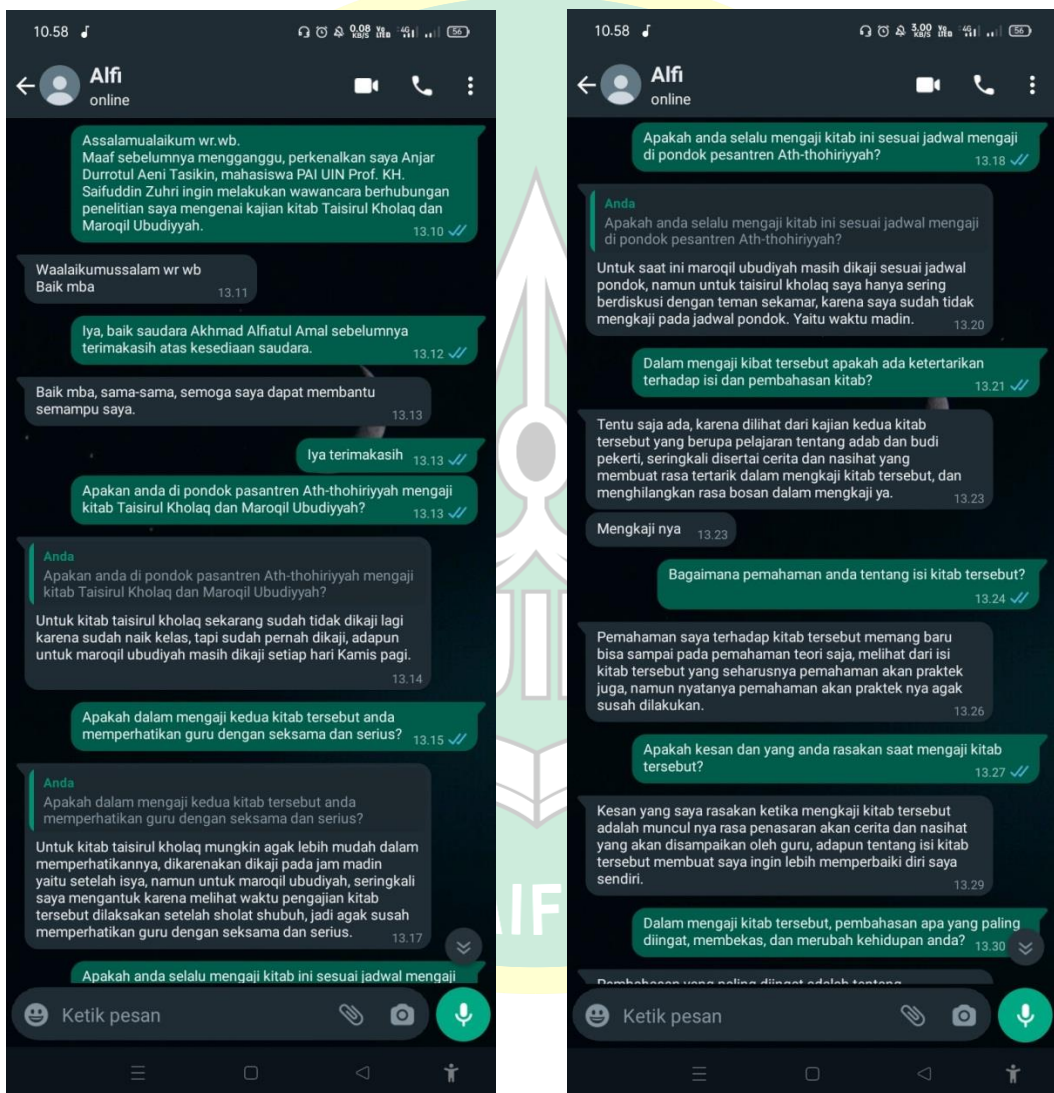 10.58
0.08 KB/S
Vo LTE
4G
56
Alfi
online
Assalamualaikum wr.wb.
Maaf sebelumnya mengganggu, perkenalkan saya Anjar
Durrotul Aeni Tasikin, mahasiswa PAI UIN Prof. KH.
Saifuddin Zuhri ingin melakukan wawancara berhubungan
penelitian saya mengenai kajian kitab Taisirul Kholaq dan
Maroqil Ubudiyyah.
13.10
Waalaikumussalam wr wb
Baik mba
13.11
Iya, baik saudara Akhmad Alfiatul Amal sebelumnya
terimakasih atas kesediaan saudara.
13.12
Baik mba, sama-sama, semoga saya dapat membantu
semampu saya.
13.13
Iya terimakasih 13.13
Apakan anda di pondok pasantren Ath-thohiriyyah mengaji
kitab Taisirul Kholaq dan Maroqil Ubudiyyah?
13.13
Anda
Apakan anda di pondok pasantren Ath-thohiriyyah mengaji
kitab Taisirul Kholaq dan Maroqil Ubudiyyah?
Untuk kitab taisirul kholaq sekarang sudah tidak dikaji lagi
karena sudah naik kelas, tapi sudah pernah dikaji, adapun
untuk maroqil ubudiyah masih dikaji setiap hari Kamis pagi.
13.14
Apakah dalam mengaji kedua kitab tersebut anda
memperhatikan guru dengan seksama dan serius? 13.15
Anda
Apakah dalam mengaji kedua kitab tersebut anda
memperhatikan guru dengan seksama dan serius?
Untuk kitab taisirul kholaq mungkin agak lebih mudah dalam
memperhatikannya, dikarenakan dikaji pada jam madin
yaitu setelah isya, namun untuk maroqil ubudiyah, seringkali
saya mengantuk karena melihat waktu pengajian kitab
tersebut dilaksakan setelah sholat shubuh, jadi agak susah
memperhatikan guru dengan seksama dan serius. 13.17
Apakah anda selalu mengaji kitab ini sesuai jadwal mengaji
Ketik pesan
10.58
3.00 KB/S
Vo LTE
4G
56
Alfi
online
Apakah anda selalu mengaji kitab ini sesuai jadwal mengaji
di pondok pesantren Ath-thohiriyyah?
13.18
Anda
Apakah anda selalu mengaji kitab ini sesuai jadwal mengaji
di pondok pesantren Ath-thohiriyyah?
Untuk saat ini maroqil ubudiyah masih dikaji sesuai jadwal
pondok, namun untuk taisirul kholaq saya hanya sering
berdiskusi dengan teman sekamar, karena saya sudah tidak
mengkaji pada jadwal pondok. Yaitu waktu madin. 13.20
Dalam mengaji kibat tersebut apakah ada ketertarikan
terhadap isi dan pembahasan kitab?
13.21
Tentu saja ada, karena dilihat dari kajian kedua kitab
tersebut yang berupa pelajaran tentang adab dan budi
pekerti, seringkali disertai cerita dan nasihat yang
membuat rasa tertarik dalam mengkaji kitab tersebut, dan
menghilangkan rasa bosan dalam mengkaji ya. 13.23
Mengkaji nya 13.23
Bagaimana pemahaman anda tentang isi kitab tersebut?
13.24
Pemahaman saya terhadap kitab tersebut memang baru
bisa sampai pada pemahaman teori saja, melihat dari isi
kitab tersebut yang seharusnya pemahaman akan praktek
juga, namun nyatanya pemahaman akan praktek nya agak
susah dilakukan.
13.26
Apakah kesan dan yang anda rasakan saat mengaji kitab
tersebut?
13.27
Kesan yang saya rasakan ketika mengkaji kitab tersebut
adalah muncul nya rasa penasaran akan cerita dan nasihat
yang akan disampaikan oleh guru, adapun tentang isi kitab
tersebut membuat saya ingin lebih memperbaiki diri saya
sendiri.
13.29
Dalam mengaji kitab tersebut, pembahasan apa yang paling
diingat, membekas, dan merubah kehidupan anda? 13.30
Pembahasan yang paling diingat adalah tentang
Ketik pesan